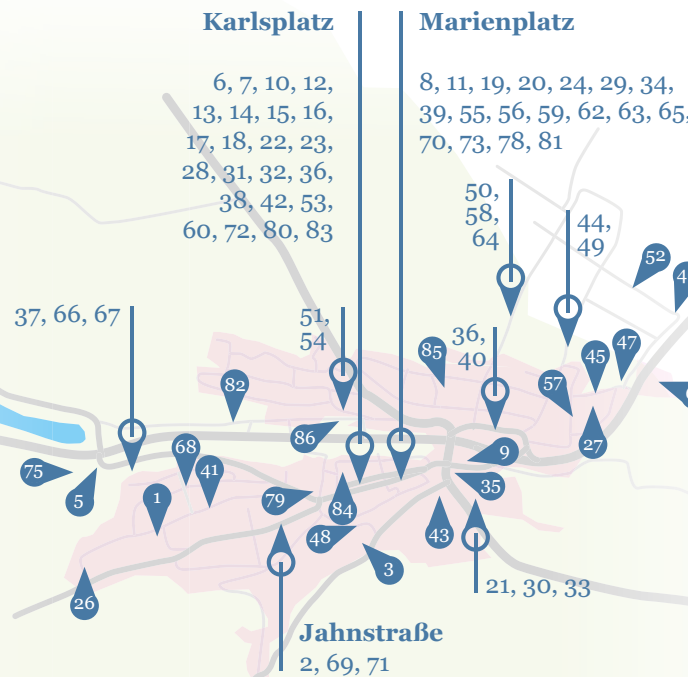 Karlsplatz
6, 7, 10, 12,
13, 14, 15, 16,
17, 18, 22, 23,
28, 31, 32, 36,
38, 42, 53,
60, 72, 80, 83
Marienplatz
8, 11, 19, 20, 24, 29, 34,
39, 55, 56, 59, 62, 63, 65,
70, 73, 78, 81
50,
58,
64
44,
49
52
37, 66, 67
51,
54
36,
40
85
57
45
47
82
86
68
41
9
27
75
5
1
79
84
35
48
43
3
26
21, 30, 33
Jahnstraße
2, 69, 71